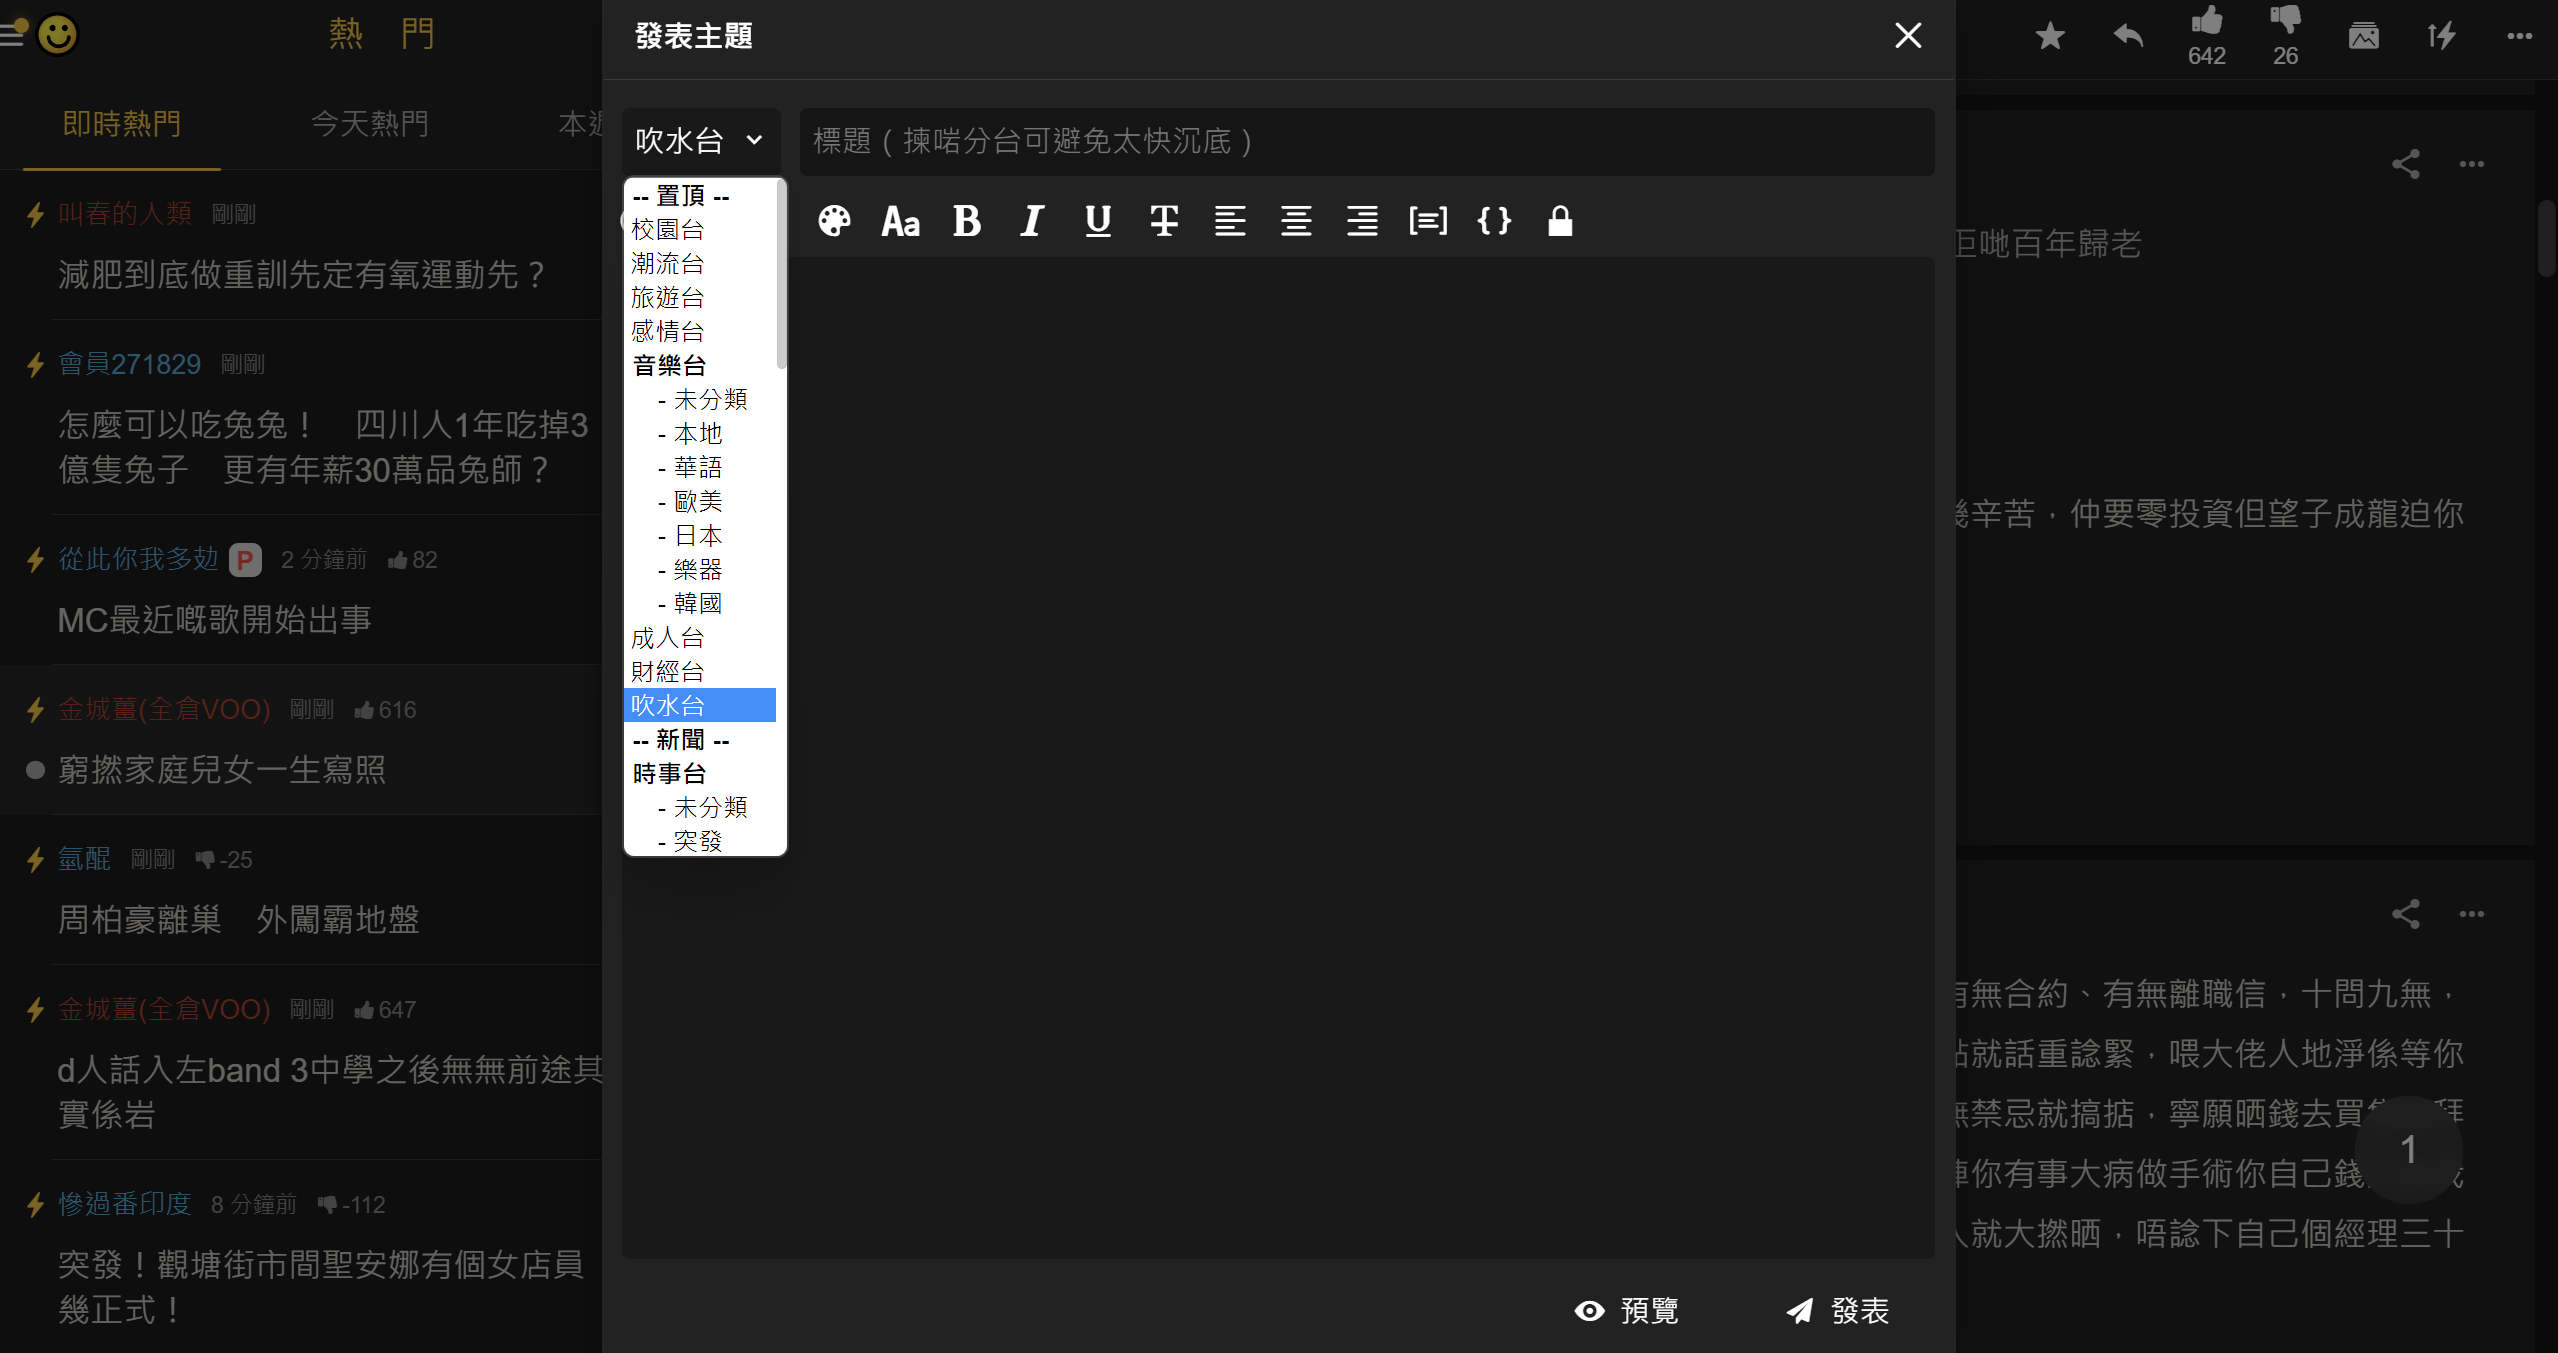 熱 門
即時熱門
今天熱門
叫春的人類 剛剛
減肥到底做重訓先定有氧運動先？
會員271829 剛剛
怎麼可以吃兔兔！ 四川人1年吃掉3
億隻兔子 更有年薪30萬品兔師？
從此你我多攰 P 2 分鐘前 82
MC最近嘅歌開始出事
金城薑(全倉VOO) 剛剛 616
窮撚家庭兒女一生寫照
氫醌 剛剛 -25
周柏豪離巢 外闖霸地盤
金城薑(全倉VOO) 剛剛 647
d人話入左band 3中學之後無無前途其
實係岩
慘過番印度 8 分鐘前 -112
突發！觀塘街市間聖安娜有個女店員
幾正式！
發表主題
吹水台
標題（揀啱分台可避免太快沉底）
Aa B I U T
-- 置頂 --
校園台
潮流台
旅遊台
感情台
音樂台
- 未分類
- 本地
- 華語
- 歐美
- 日本
- 樂器
- 韓國
成人台
財經台
吹水台
-- 新聞 --
時事台
- 未分類
- 突發
預覽
發表
642
26
哋百年歸老
辛苦，仲要零投資但望子成龍迫你
無合約、有無離職信，十問九無，
就話重諗緊，喂大佬人地淨係等你
禁忌就搞掂，寧願晒錢去買
你有事大病做手術你自己錢
就大撚晒，唔諗下自己個經理三十
1